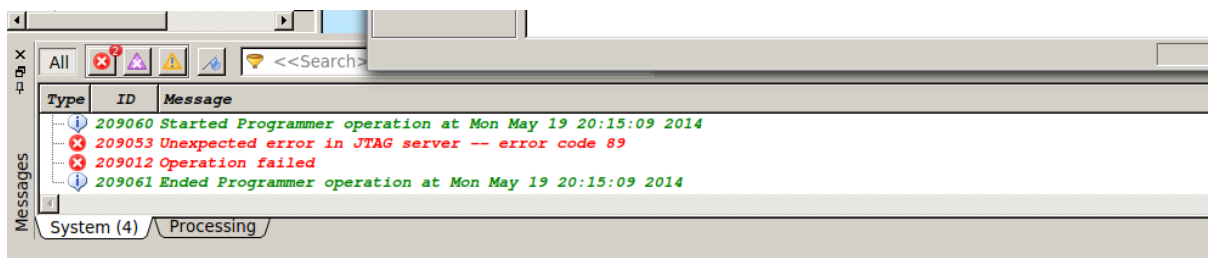 All 2 <<Search>
Type ID Message
209060 Started Programmer operation at Mon May 19 20:15:09 2014
209053 Unexpected error in JTAG server -- error code 89
209012 Operation failed
209061 Ended Programmer operation at Mon May 19 20:15:09 2014
Messages
System (4) Processing